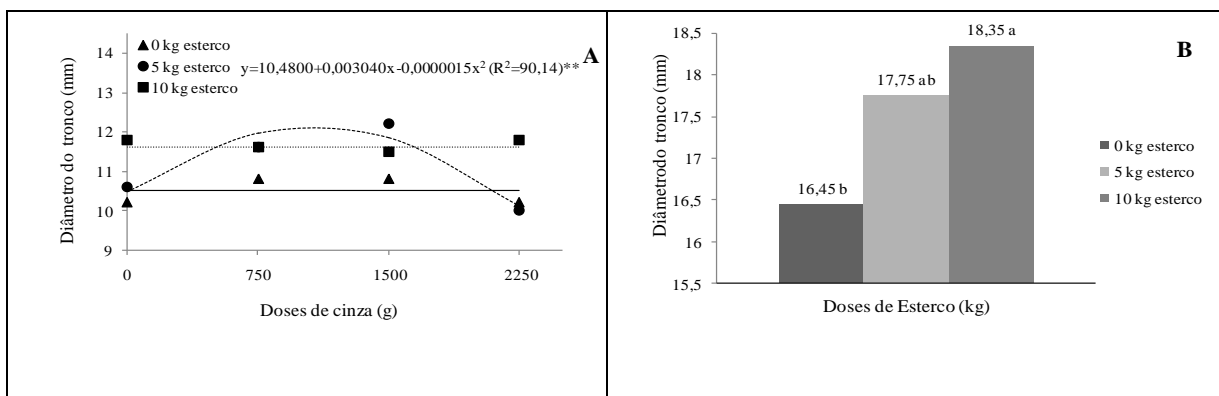 0 kg esterco
5 kg esterco y=10,4800+0,003040x-0,0000015x² (R²=90,14)**
10 kg esterco
A
Diâmetro do tronco (mm)
14
13
12
11
10
9
0 750 1500 2250
Doses de cinza (g)
B
Diâmetrodo tronco (mm)
18,5
18
17,5
17
16,5
16
15,5
16,45 b
17,75 ab
18,35 a
Doses de Esterco (kg)
0 kg esterco
5 kg esterco
10 kg esterco